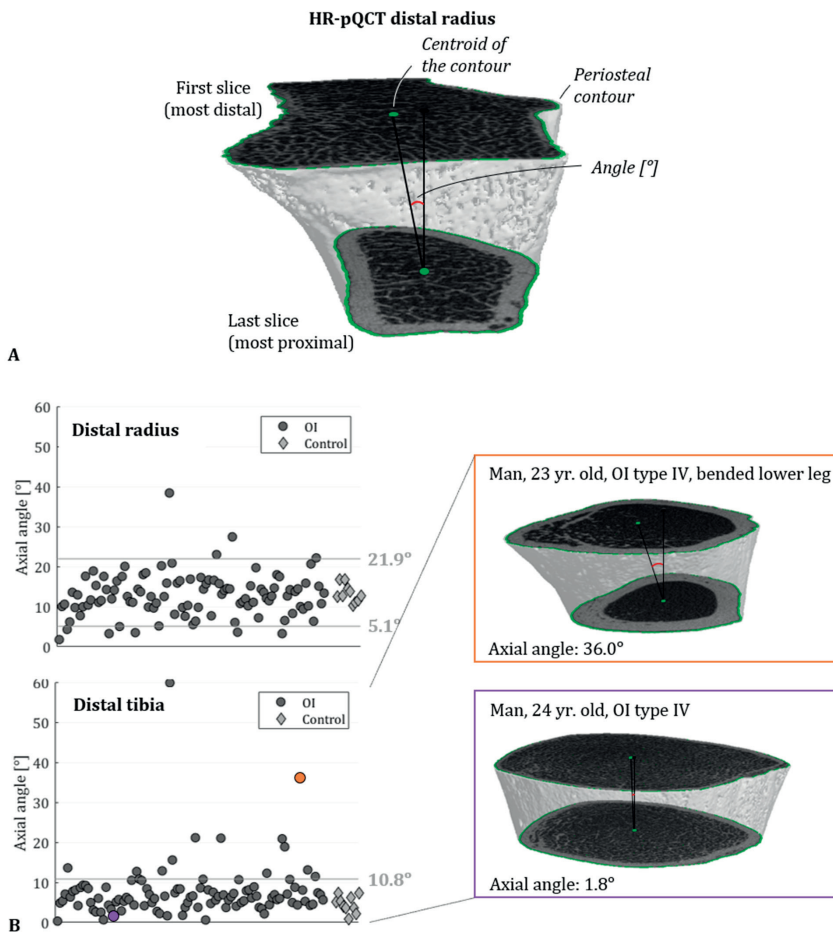 HR-pQCT distal radius
Centroid of
the contour
First slice
(most distal)
Periosteal
contour
Angle [°]
Last slice
(most proximal)
A
Distal radius
OI
Control
60
50
40
30
20
10
0
Axial angle [°]
21.9°
5.1°
Man, 23 yr. old, OI type IV, bended lower leg
Axial angle: 36.0°
Distal tibia
OI
Control
60
50
40
30
20
10
0
Axial angle [°]
10.8°
Man, 24 yr. old, OI type IV
Axial angle: 1.8°
B